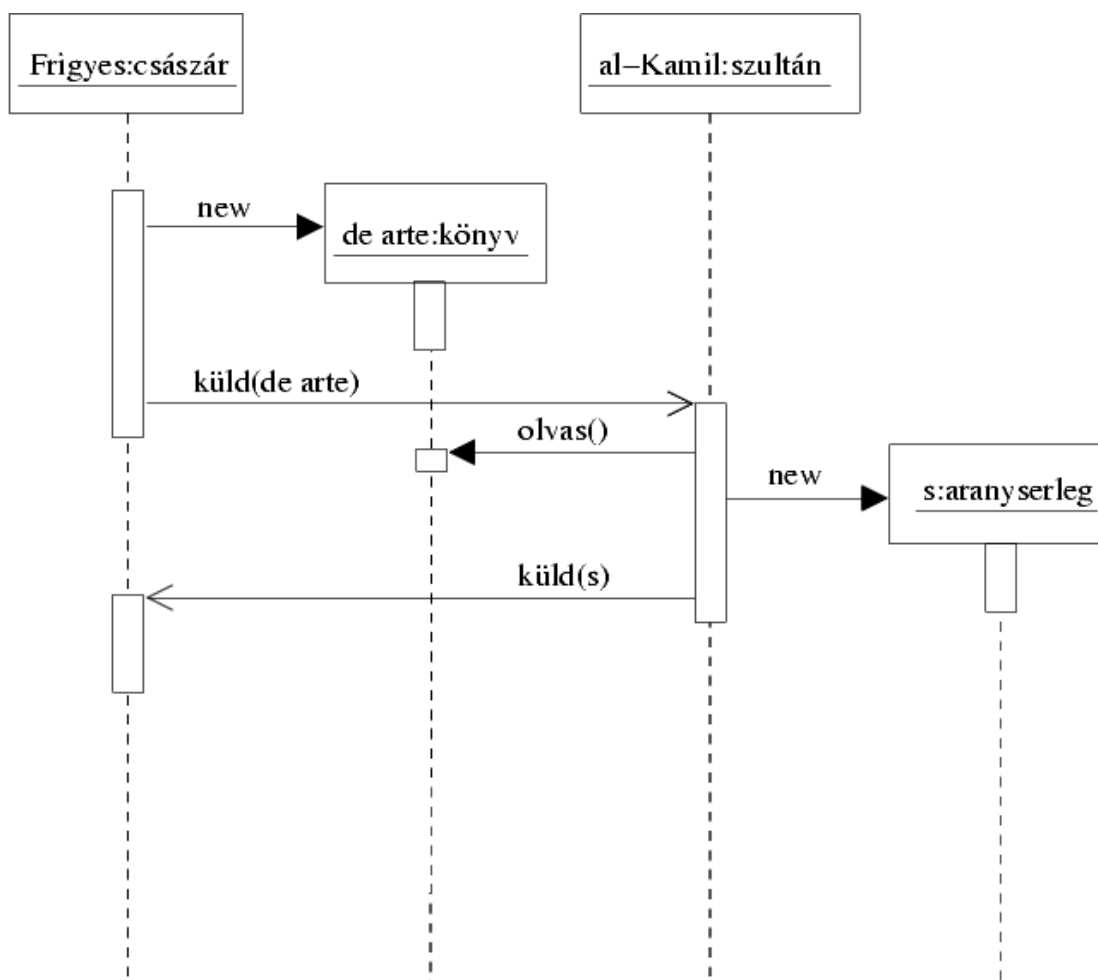 Frigyes:császár
al-Kamil:szultán
new
de arte:könyv
küld(de arte)
olvas()
new
s:aranyserleg
küld(s)